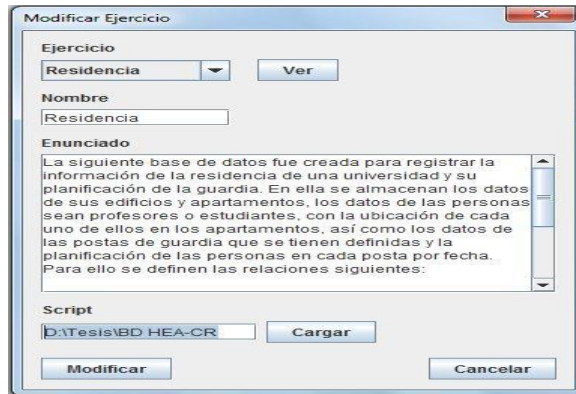 Modificar Ejercicio
Ejercicio
Residencia
Ver
Nombre
Residencia
Enunciado
La siguiente base de datos fue creada para registrar la
información de la residencia de una universidad y su
planificación de la guardia. En ella se almacenan los datos
de sus edificios y apartamentos, los datos de las personas
sean profesores o estudiantes, con la ubicación de cada
uno de ellos en los apartamentos, así como los datos de
las postas de guardia que se tienen definidas y la
planificación de las personas en cada posta por fecha.
Para ello se definen las relaciones siguientes:
Script
D:\Tesis\BD HEA-CR
Cargar
Modificar
Cancelar